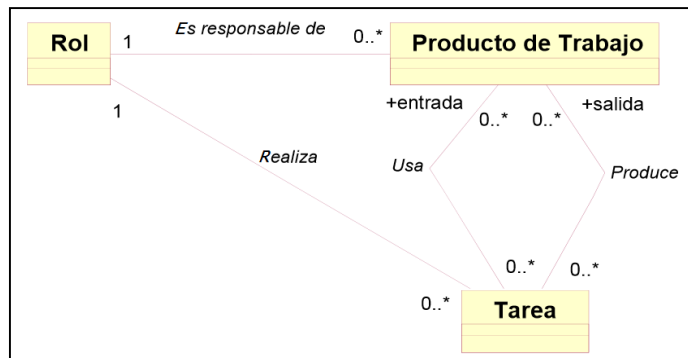 Es responsable de
Rol
1
0..*
Producto de Trabajo
+entrada
+salida
1
0..*
0..*
Realiza
Usa
Produce
0..*
0..*
0..*
Tarea